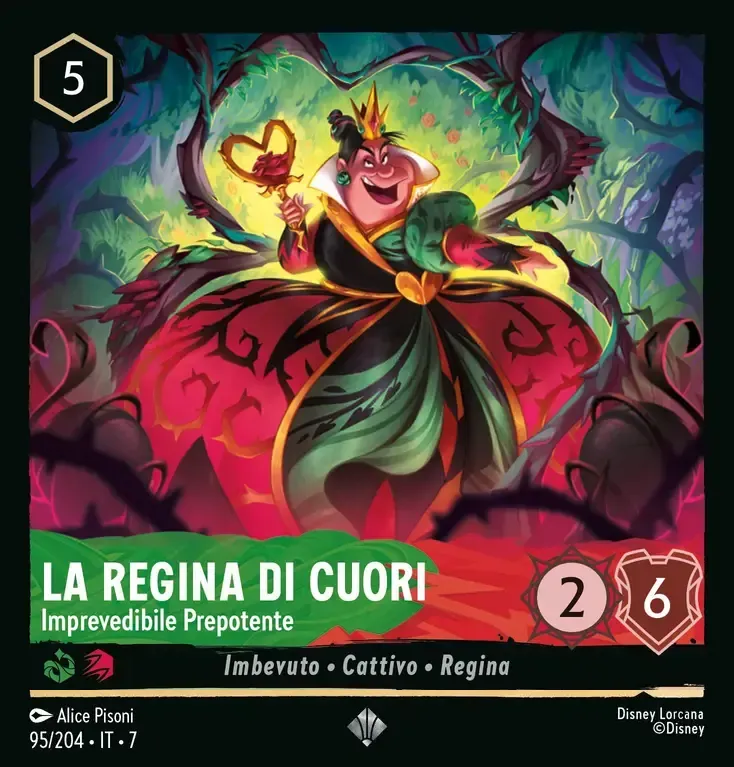 5
LA REGINA DI CUORI
Imprevedibile Prepotente
2
6
Imbevuto • Cattivo • Regina
Alice Pisoni
95/204 • IT • 7
Disney Lorcana
©Disney